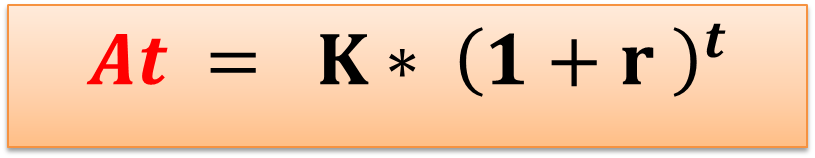 At = K * (1 + r )^t